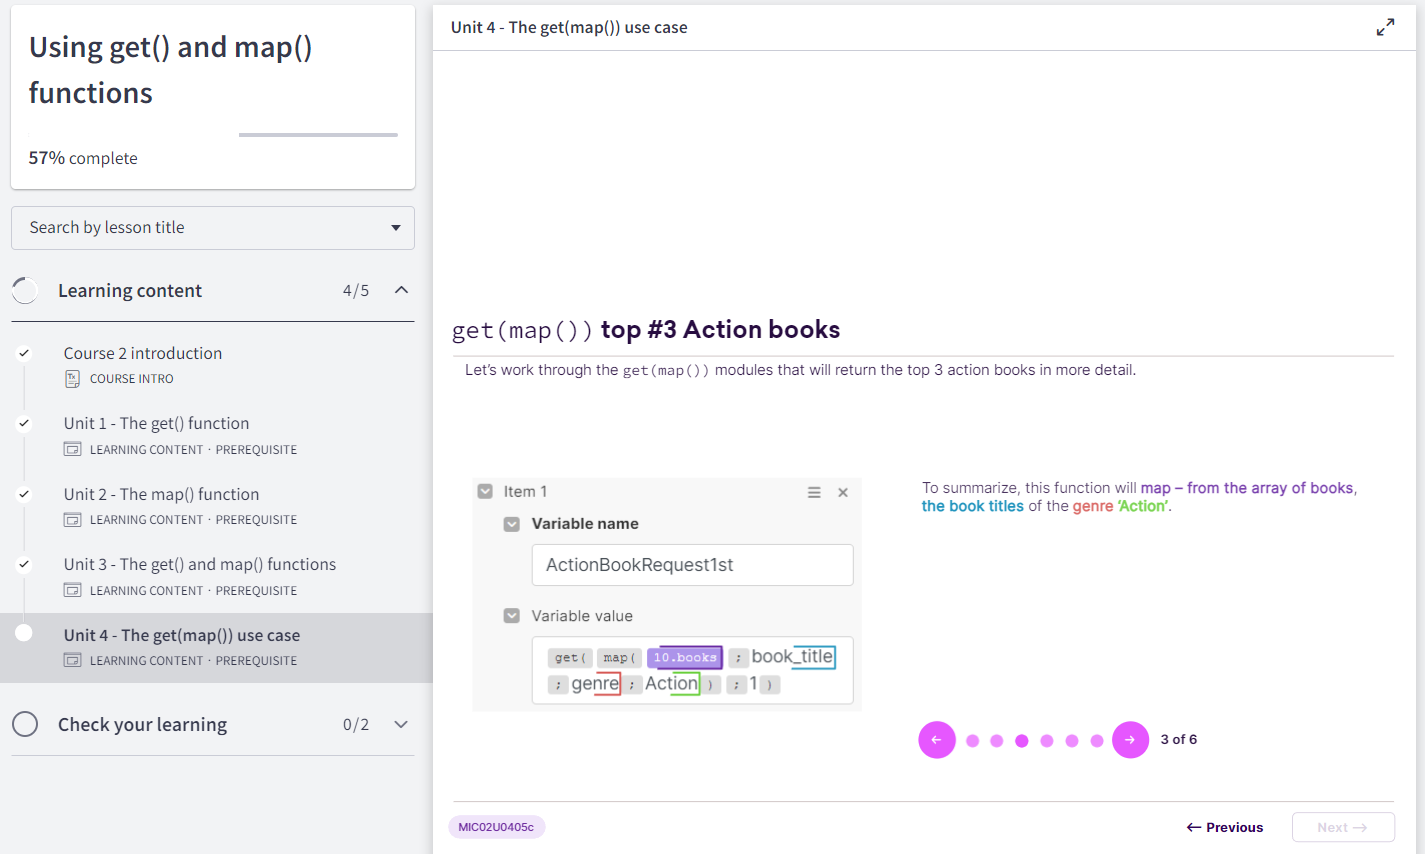 Using get() and map()
functions
57% complete
Search by lesson title
Learning content 4/5
Course 2 introduction
COURSE INTRO
Unit 1 - The get() function
LEARNING CONTENT · PREREQUISITE
Unit 2 - The map() function
LEARNING CONTENT · PREREQUISITE
Unit 3 - The get() and map() functions
LEARNING CONTENT · PREREQUISITE
Unit 4 - The get(map()) use case
LEARNING CONTENT · PREREQUISITE
Check your learning 0/2
Unit 4 - The get(map()) use case
get(map()) top #3 Action books
Let's work through the get(map()) modules that will return the top 3 action books in more detail.
Item 1
Variable name
ActionBookRequest1st
Variable value
get( map( 10.books ; book_title
; genre ; Action ) ; 1 )
To summarize, this function will map – from the array of books,
the book titles of the genre ‘Action’.
← → 3 of 6
MIC02U0405c
← Previous Next →